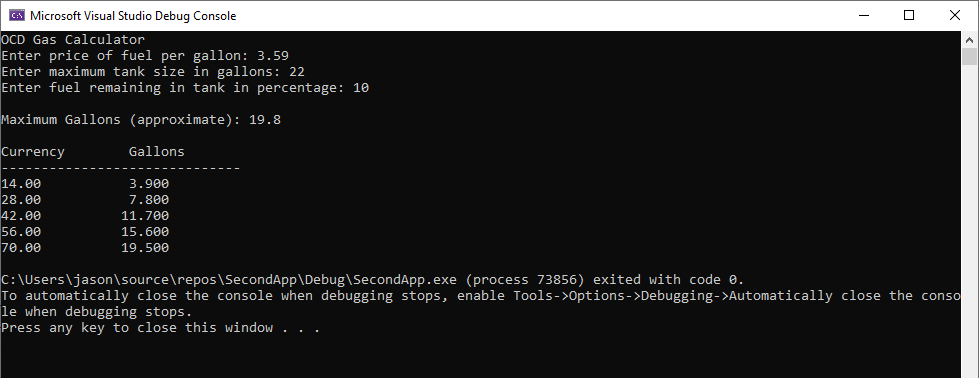 Microsoft Visual Studio Debug Console
OCD Gas Calculator
Enter price of fuel per gallon: 3.59
Enter maximum tank size in gallons: 22
Enter fuel remaining in tank in percentage: 10
Maximum Gallons (approximate): 19.8
Currency        Gallons
------------------------------
14.00           3.900
28.00           7.800
42.00          11.700
56.00          15.600
70.00          19.500
C:\Users\jason\source\repos\SecondApp\Debug\SecondApp.exe (process 73856) exited with code 0.
To automatically close the console when debugging stops, enable Tools->Options->Debugging->Automatically close the conso
le when debugging stops.
Press any key to close this window . . .